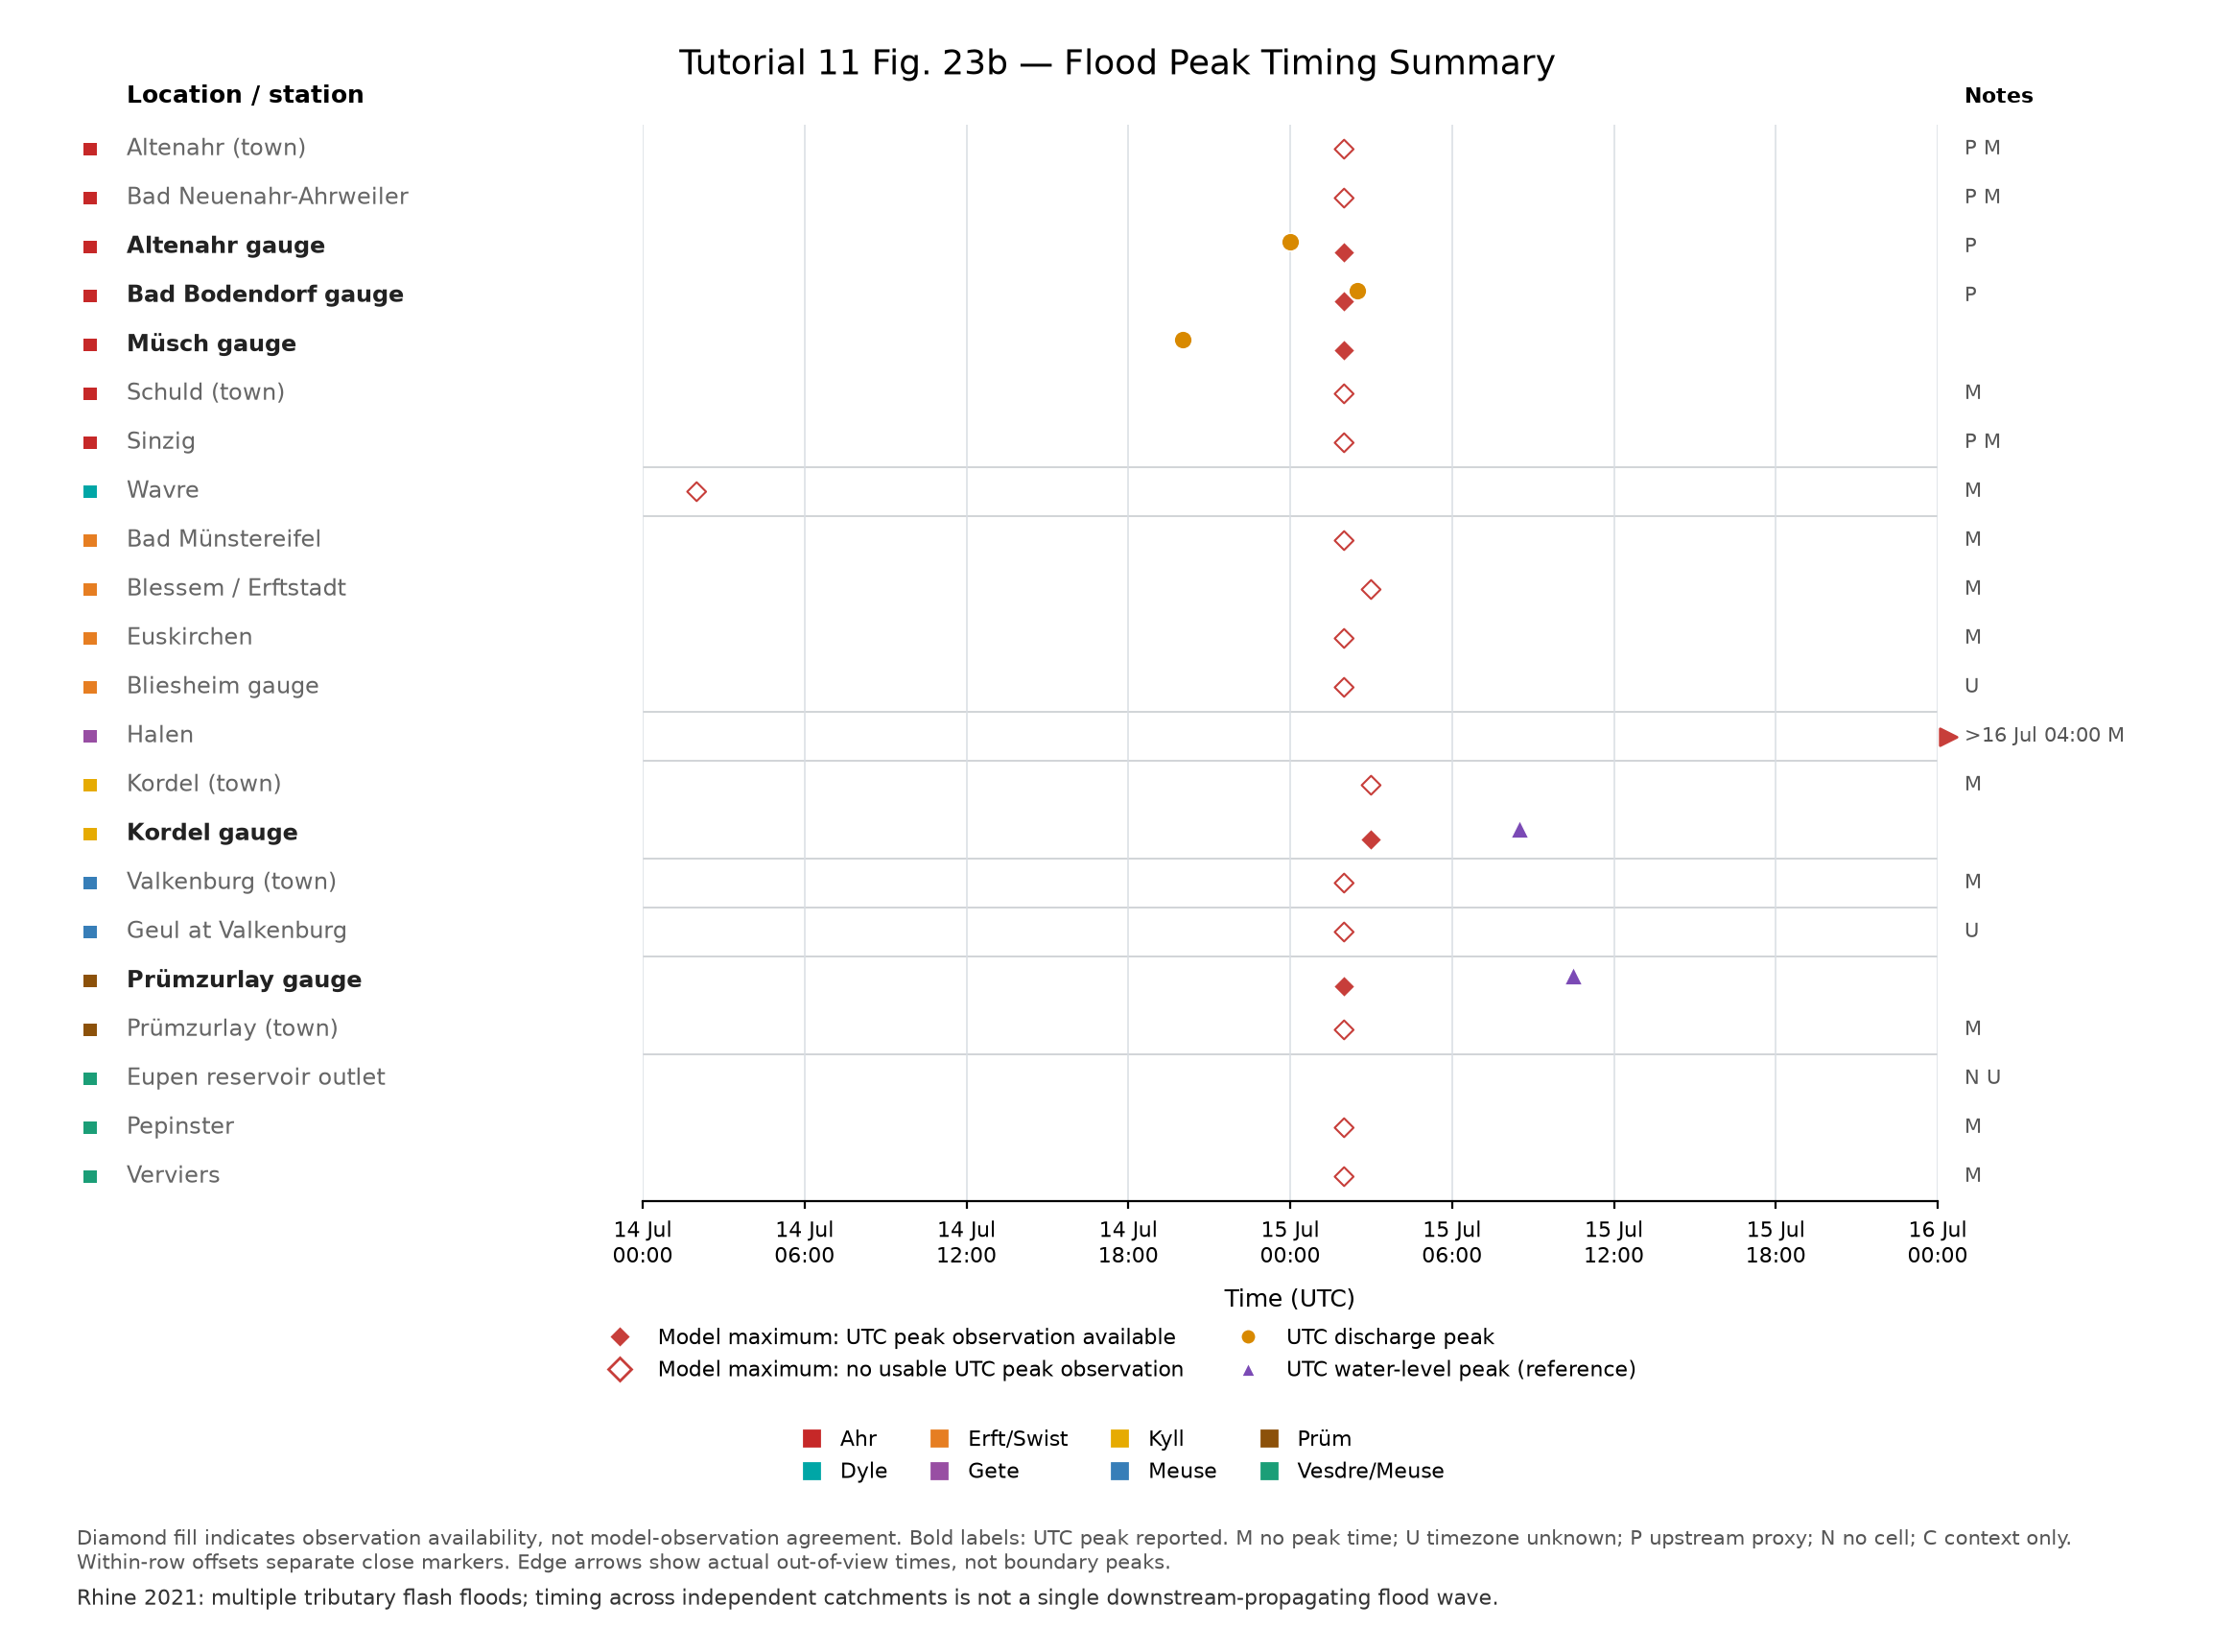 Tutorial 11 Fig. 23b — Flood Peak Timing Summary
Location / station
Notes
Altenahr (town)
P M
Bad Neuenahr-Ahrweiler
P M
Altenahr gauge
P
Bad Bodendorf gauge
P
Müsch gauge
Schuld (town)
M
Sinzig
P M
Wavre
M
Bad Münstereifel
M
Blessem / Erftstadt
M
Euskirchen
M
Bliesheim gauge
U
Halen
>16 Jul 04:00 M
Kordel (town)
M
Kordel gauge
Valkenburg (town)
M
Geul at Valkenburg
U
Prümzurlay gauge
Prümzurlay (town)
M
Eupen reservoir outlet
N U
Pepinster
M
Verviers
M
14 Jul 14 Jul 14 Jul 14 Jul 15 Jul 15 Jul 15 Jul 15 Jul 16 Jul
00:00 06:00 12:00 18:00 00:00 06:00 12:00 18:00 00:00
Time (UTC)
Model maximum: UTC peak observation available
UTC discharge peak
Model maximum: no usable UTC peak observation
UTC water-level peak (reference)
Ahr Erft/Swist Kyll Prüm
Dyle Gete Meuse Vesdre/Meuse
Diamond fill indicates observation availability, not model-observation agreement. Bold labels: UTC peak reported. M no peak time; U timezone unknown; P upstream proxy; N no cell; C context only.
Within-row offsets separate close markers. Edge arrows show actual out-of-view times, not boundary peaks.
Rhine 2021: multiple tributary flash floods; timing across independent catchments is not a single downstream-propagating flood wave.